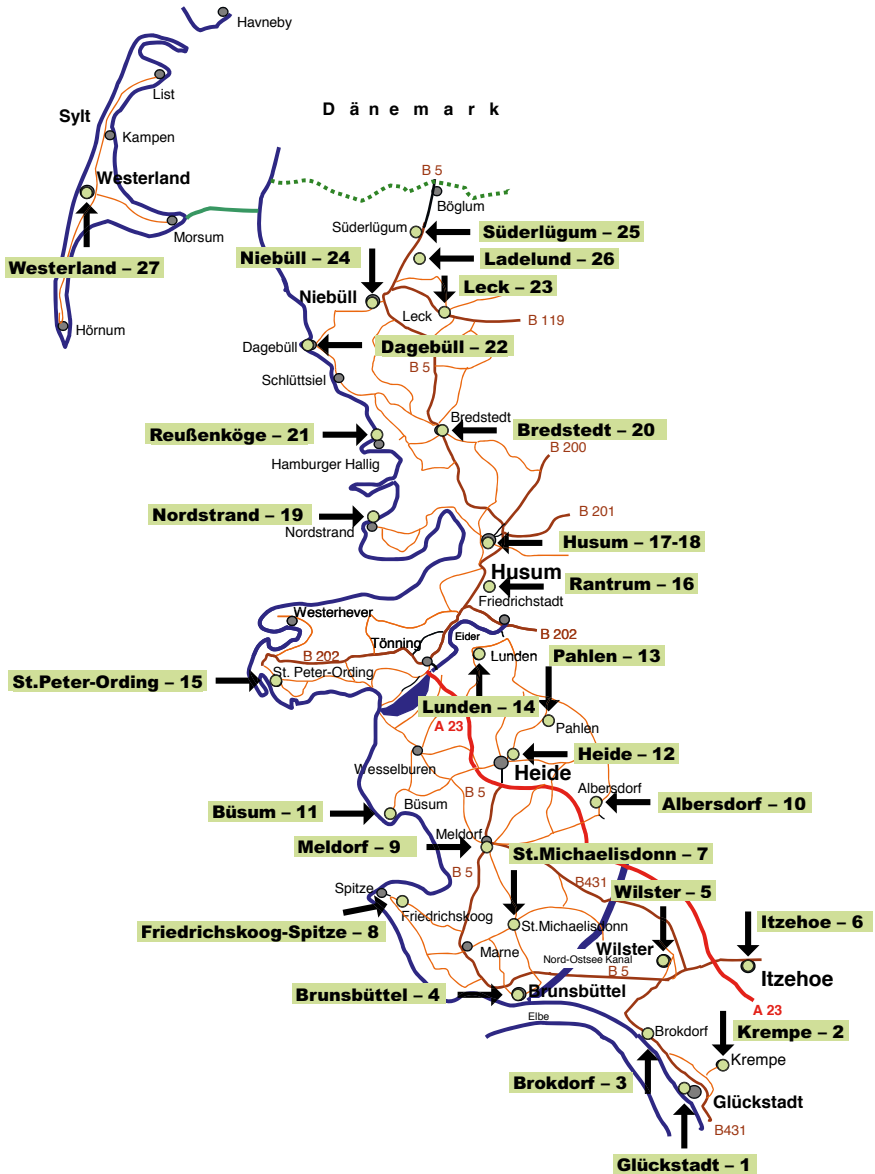 Havneby
List
Dänemark
Sylt
Kampen
B 5
Westerland
Böglum
Süderlügum
Süderlügum – 25
Morsum
Niebüll – 24
Ladelund – 26
Westerland – 27
Leck – 23
Niebüll
Leck
B 119
Hörnum
Dagebüll
Dagebüll – 22
B 5
Schlüttsiel
Bredstedt
Reußenköge – 21
Bredstedt – 20
B 200
Hamburger Hallig
B 201
Nordstrand – 19
Nordstrand
Husum – 17-18
Husum
Rantrum – 16
Friedrichstadt
Westerhever
B 202
Eider
Tönning
Lunden
Pahlen – 13
B 202
St. Peter-Ording
St.Peter-Ording – 15
Lunden – 14
A 23
Pahlen
Heide – 12
Wesselburen
Heide
B 5
Albersdorf
Albersdorf – 10
Büsum
Büsum – 11
Meldorf
Meldorf – 9
St.Michaelisdonn – 7
B 5
B431
Wilster – 5
Spitze
Friedrichskoog
St.Michaelisdonn
Itzehoe – 6
Friedrichskoog-Spitze – 8
Marne
Wilster
Nord-Ostsee Kanal
B 5
Itzehoe
Brunsbüttel – 4
Brunsbüttel
A 23
Elbe
Brokdorf
Krempe – 2
Krempe
Brokdorf – 3
Glückstadt
B431
Glückstadt – 1